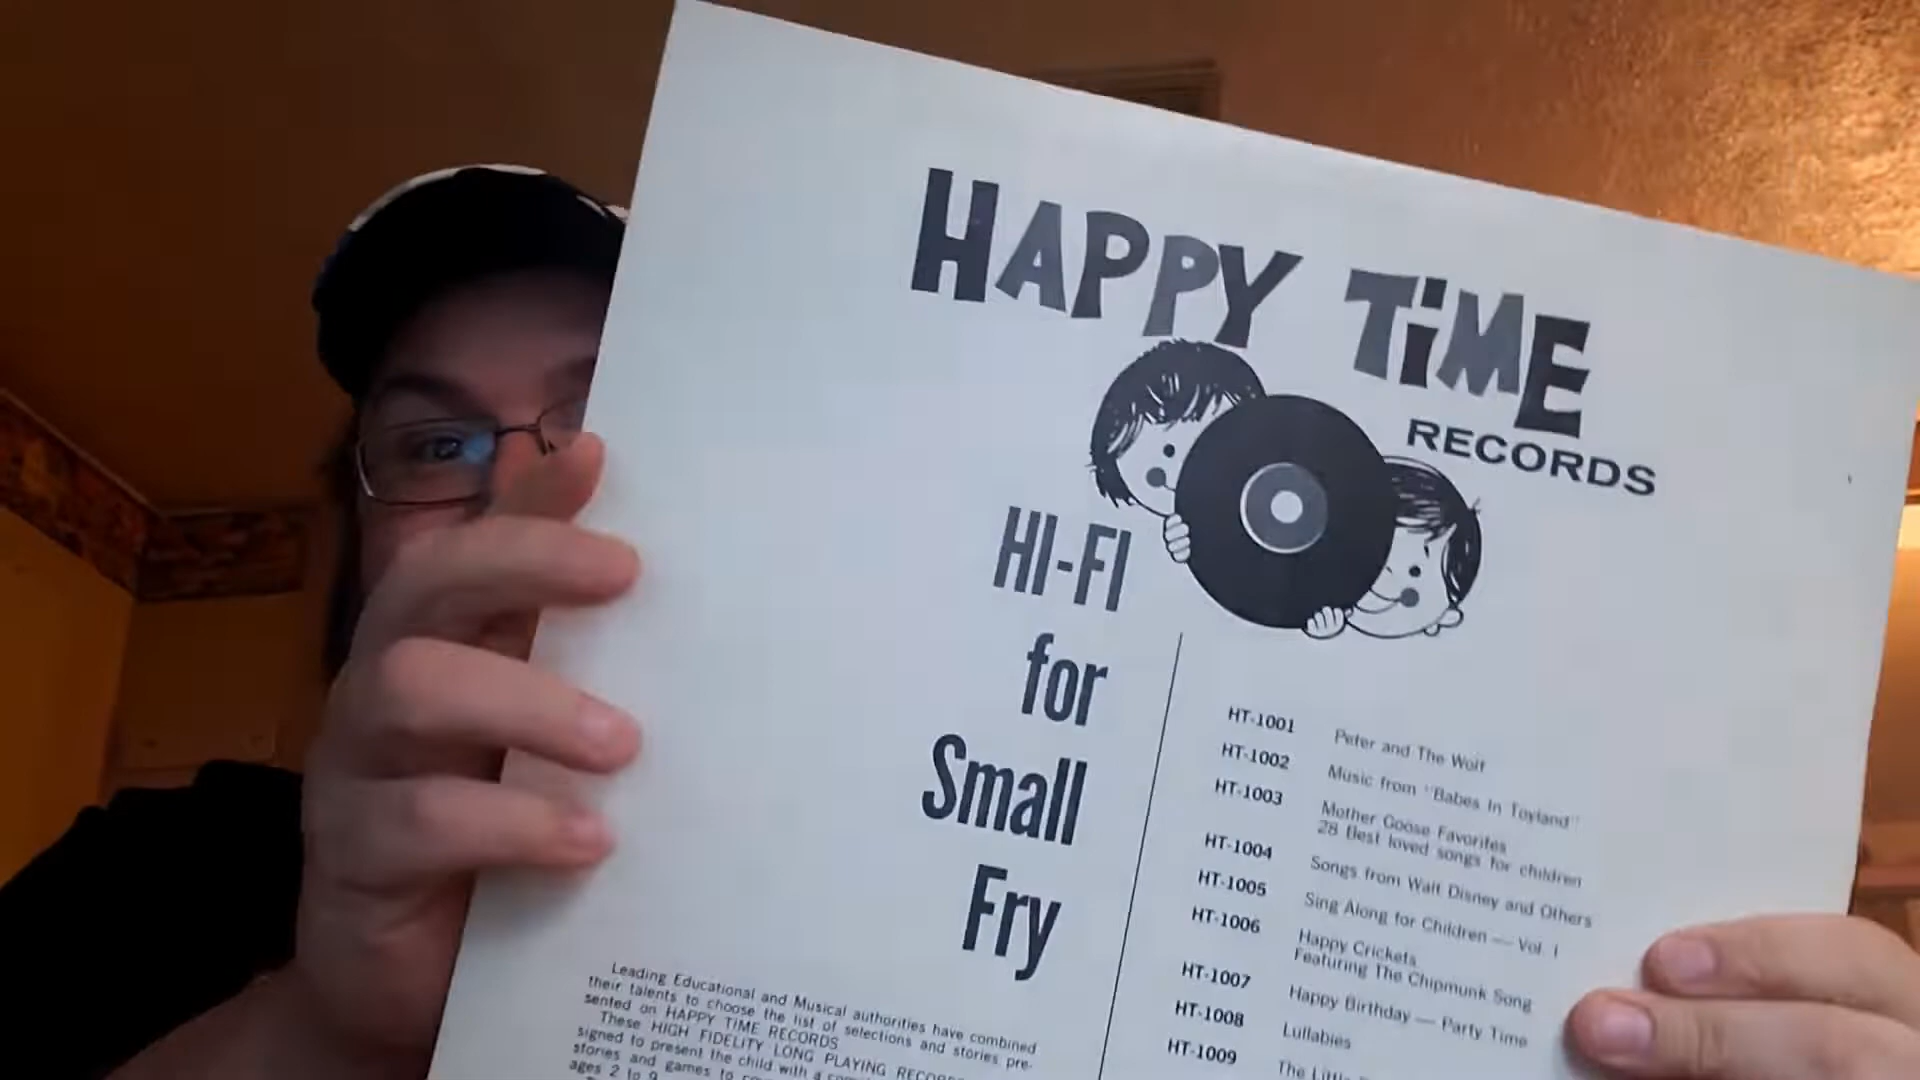 HAPPY TiME
RECORDS
HI-FI
for
Small
Fry
Leading Educational and Musical authorities have combined
their talents to choose the list of selections and stories pre-
sented on HAPPY TIME RECORDS
These HIGH FIDELITY LONG PLAYING RECOR
signed to present the child with a
stories and games to
ages 2 to 9
HT-1001 Peter and The Wolf
HT-1002 Music from "Babes In Toyland"
HT-1003 Mother Goose Favorites
28 Best loved songs for children
HT-1004 Songs from Walt Disney and Others
HT-1005 Sing Along for Children — Vol. I
HT-1006 Happy Crickets
Featuring The Chipmunk Song
HT-1007 Happy Birthday — Party Time
HT-1008 Lullabies
HT-1009 The